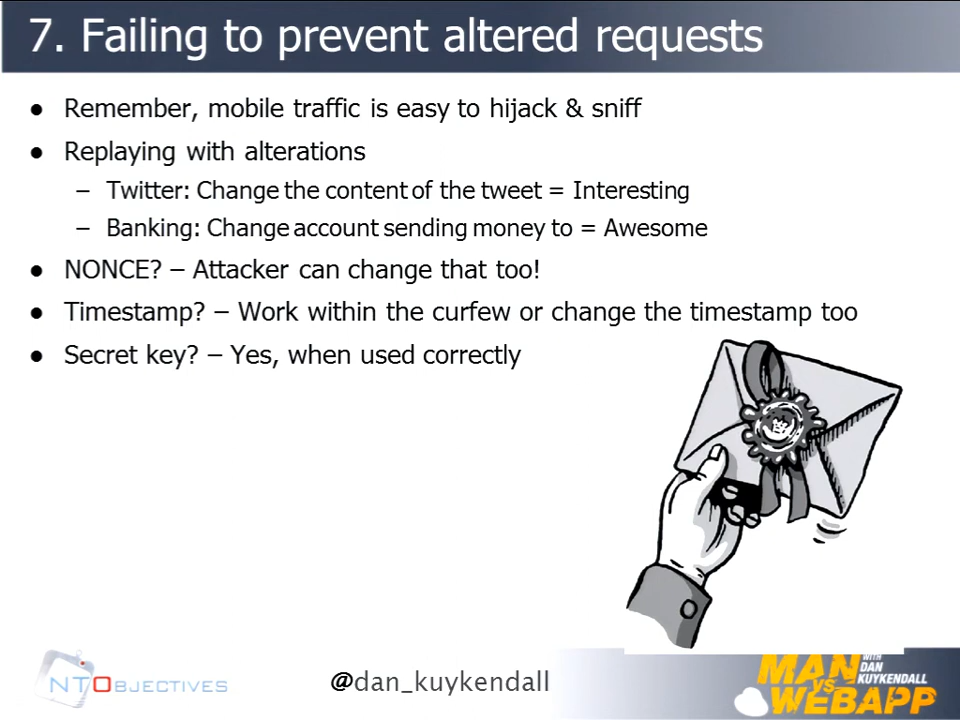 7. Failing to prevent altered requests
● Remember, mobile traffic is easy to hijack & sniff
● Replaying with alterations
– Twitter: Change the content of the tweet = Interesting
– Banking: Change account sending money to = Awesome
● NONCE? – Attacker can change that too!
● Timestamp? – Work within the curfew or change the timestamp too
● Secret key? – Yes, when used correctly
NTOBJECTIVES
@dan_kuykendall
MAN VS WEBAPP
WITH DAN KUYKENDALL